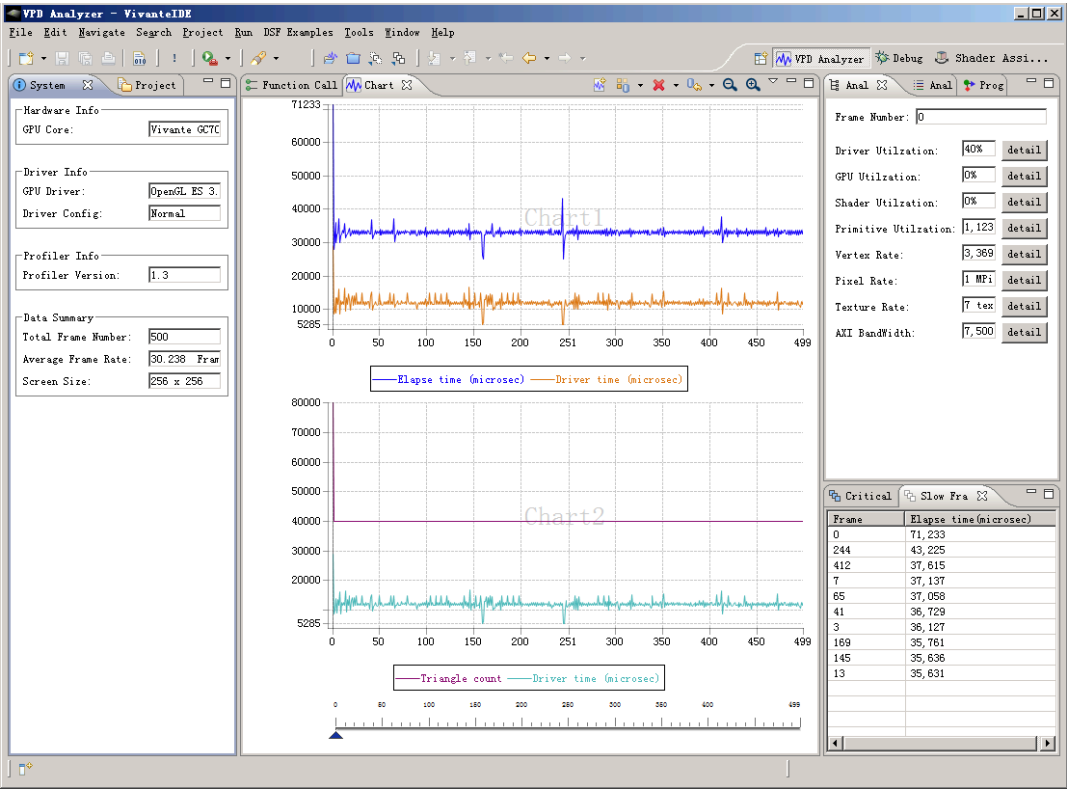 VPD Analyzer - VivanteIDE
File Edit Navigate Search Project Run DSF Examples Tools Window Help
VPD Analyzer Debug Shader Assi...
System Project
Hardware Info
GPU Core: Vivante GC7C
Driver Info
GPU Driver: OpenGL ES 3.
Driver Config: Normal
Profiler Info
Profiler Version: 1.3
Data Summary
Total Frame Number: 500
Average Frame Rate: 30.238 Fram
Screen Size: 256 x 256
Function Call Chart
71233
60000
50000
40000
30000
20000
10000
5285
Chart1
0 50 100 150 200 251 300 350 400 450 499
Elapse time (microsec) Driver time (microsec)
80000
70000
60000
50000
40000
30000
20000
5285
Chart2
0 50 100 150 200 251 300 350 400 450 499
Triangle count Driver time (microsec)
0 50 100 150 200 250 300 350 400 499
Anal Anal Prog
Frame Number: 0
Driver Utilzation: 40% detail
GPU Utilzation: 0% detail
Shader Utilzation: 0% detail
Primitive Utilzation: 1,123 detail
Vertex Rate: 3,369 detail
Pixel Rate: 1 MPi detail
Texture Rate: 7 tex detail
AXI BandWidth: 7,500 detail
Critical Slow Fra
Frame Elapse time(microsec)
0 71,233
244 43,225
412 37,615
7 37,137
65 37,058
41 36,729
3 36,127
169 35,761
145 35,636
13 35,631